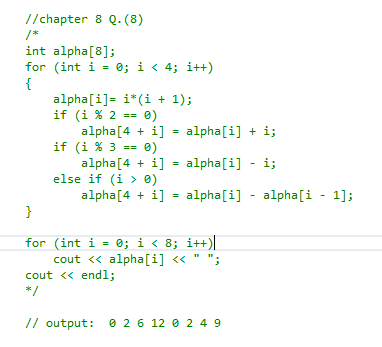 //chapter 8 Q.(8)
/*
int alpha[8];
for (int i = 0; i < 4; i++)
{
    alpha[i]= i*(i + 1);
    if (i % 2 == 0)
        alpha[4 + i] = alpha[i] + i;
    if (i % 3 == 0)
        alpha[4 + i] = alpha[i] - i;
    else if (i > 0)
        alpha[4 + i] = alpha[i] - alpha[i - 1];
}
for (int i = 0; i < 8; i++)
    cout << alpha[i] << " ";
cout << endl;
*/
// output:  0 2 6 12 0 2 4 9